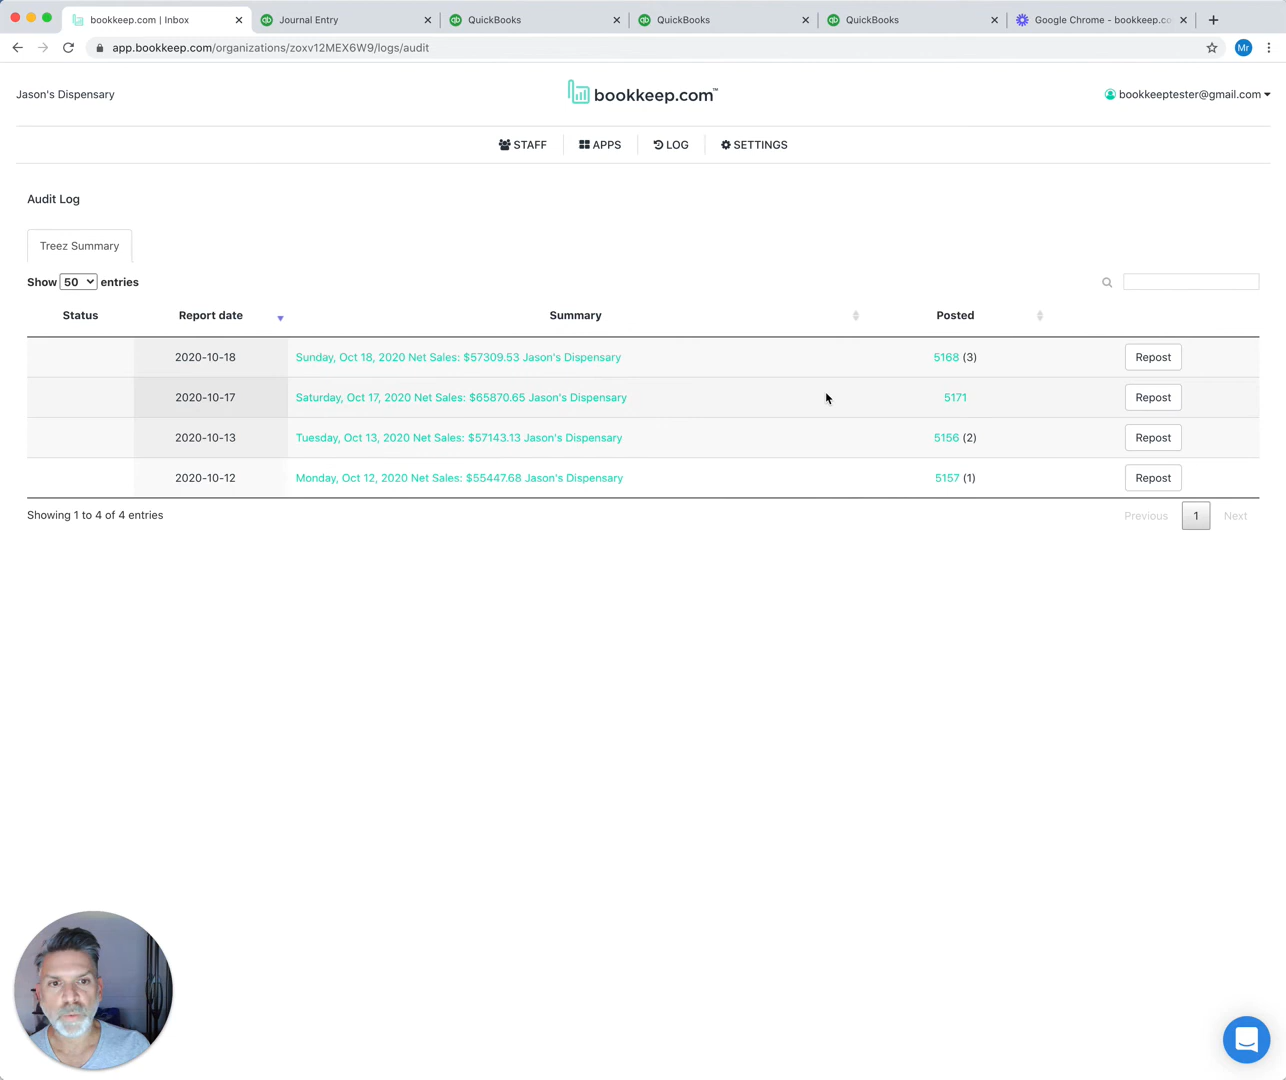 bookkeep.com | Inbox
Journal Entry
QuickBooks
QuickBooks
QuickBooks
Google Chrome - bookkeep.co
app.bookkeep.com/organizations/zoxv12MEX6W9/logs/audit
Mr
Jason's Dispensary
bookkeep.com™
bookkeeptester@gmail.com
STAFF
APPS
LOG
SETTINGS
Audit Log
Treez Summary
Show 50 entries
Status Report date Summary Posted
2020-10-18 Sunday, Oct 18, 2020 Net Sales: $57309.53 Jason's Dispensary 5168 (3) Repost
2020-10-17 Saturday, Oct 17, 2020 Net Sales: $65870.65 Jason's Dispensary 5171 Repost
2020-10-13 Tuesday, Oct 13, 2020 Net Sales: $57143.13 Jason's Dispensary 5156 (2) Repost
2020-10-12 Monday, Oct 12, 2020 Net Sales: $55447.68 Jason's Dispensary 5157 (1) Repost
Showing 1 to 4 of 4 entries
Previous 1 Next